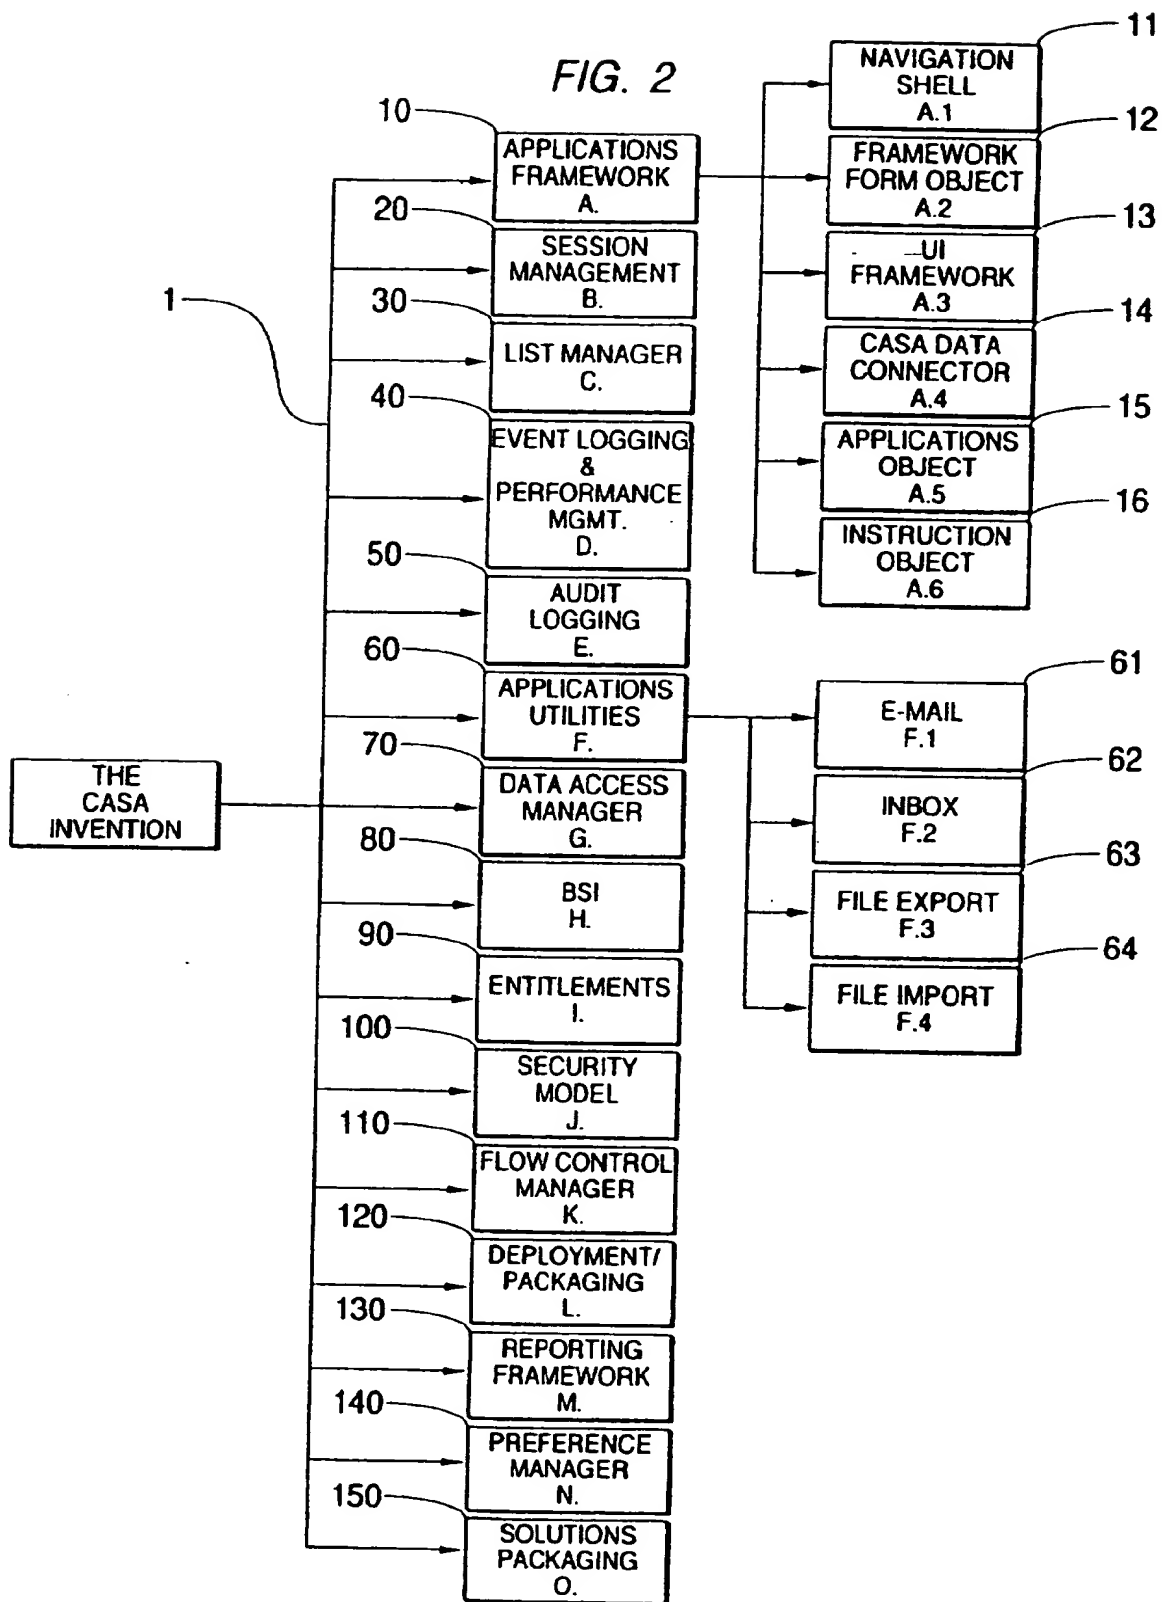 FIG. 2
1
THE
CASA
INVENTION
10
APPLICATIONS
FRAMEWORK
A.
20
SESSION
MANAGEMENT
B.
30
LIST MANAGER
C.
40
EVENT LOGGING
&
PERFORMANCE
MGMT.
D.
50
AUDIT
LOGGING
E.
60
APPLICATIONS
UTILITIES
F.
70
DATA ACCESS
MANAGER
G.
80
BSI
H.
90
ENTITLEMENTS
I.
100
SECURITY
MODEL
J.
110
FLOW CONTROL
MANAGER
K.
120
DEPLOYMENT/
PACKAGING
L.
130
REPORTING
FRAMEWORK
M.
140
PREFERENCE
MANAGER
N.
150
SOLUTIONS
PACKAGING
O.
11
NAVIGATION
SHELL
A.1
12
FRAMEWORK
FORM OBJECT
A.2
13
UI
FRAMEWORK
A.3
14
CASA DATA
CONNECTOR
A.4
15
APPLICATIONS
OBJECT
A.5
16
INSTRUCTION
OBJECT
A.6
61
E-MAIL
F.1
62
INBOX
F.2
63
FILE EXPORT
F.3
64
FILE IMPORT
F.4